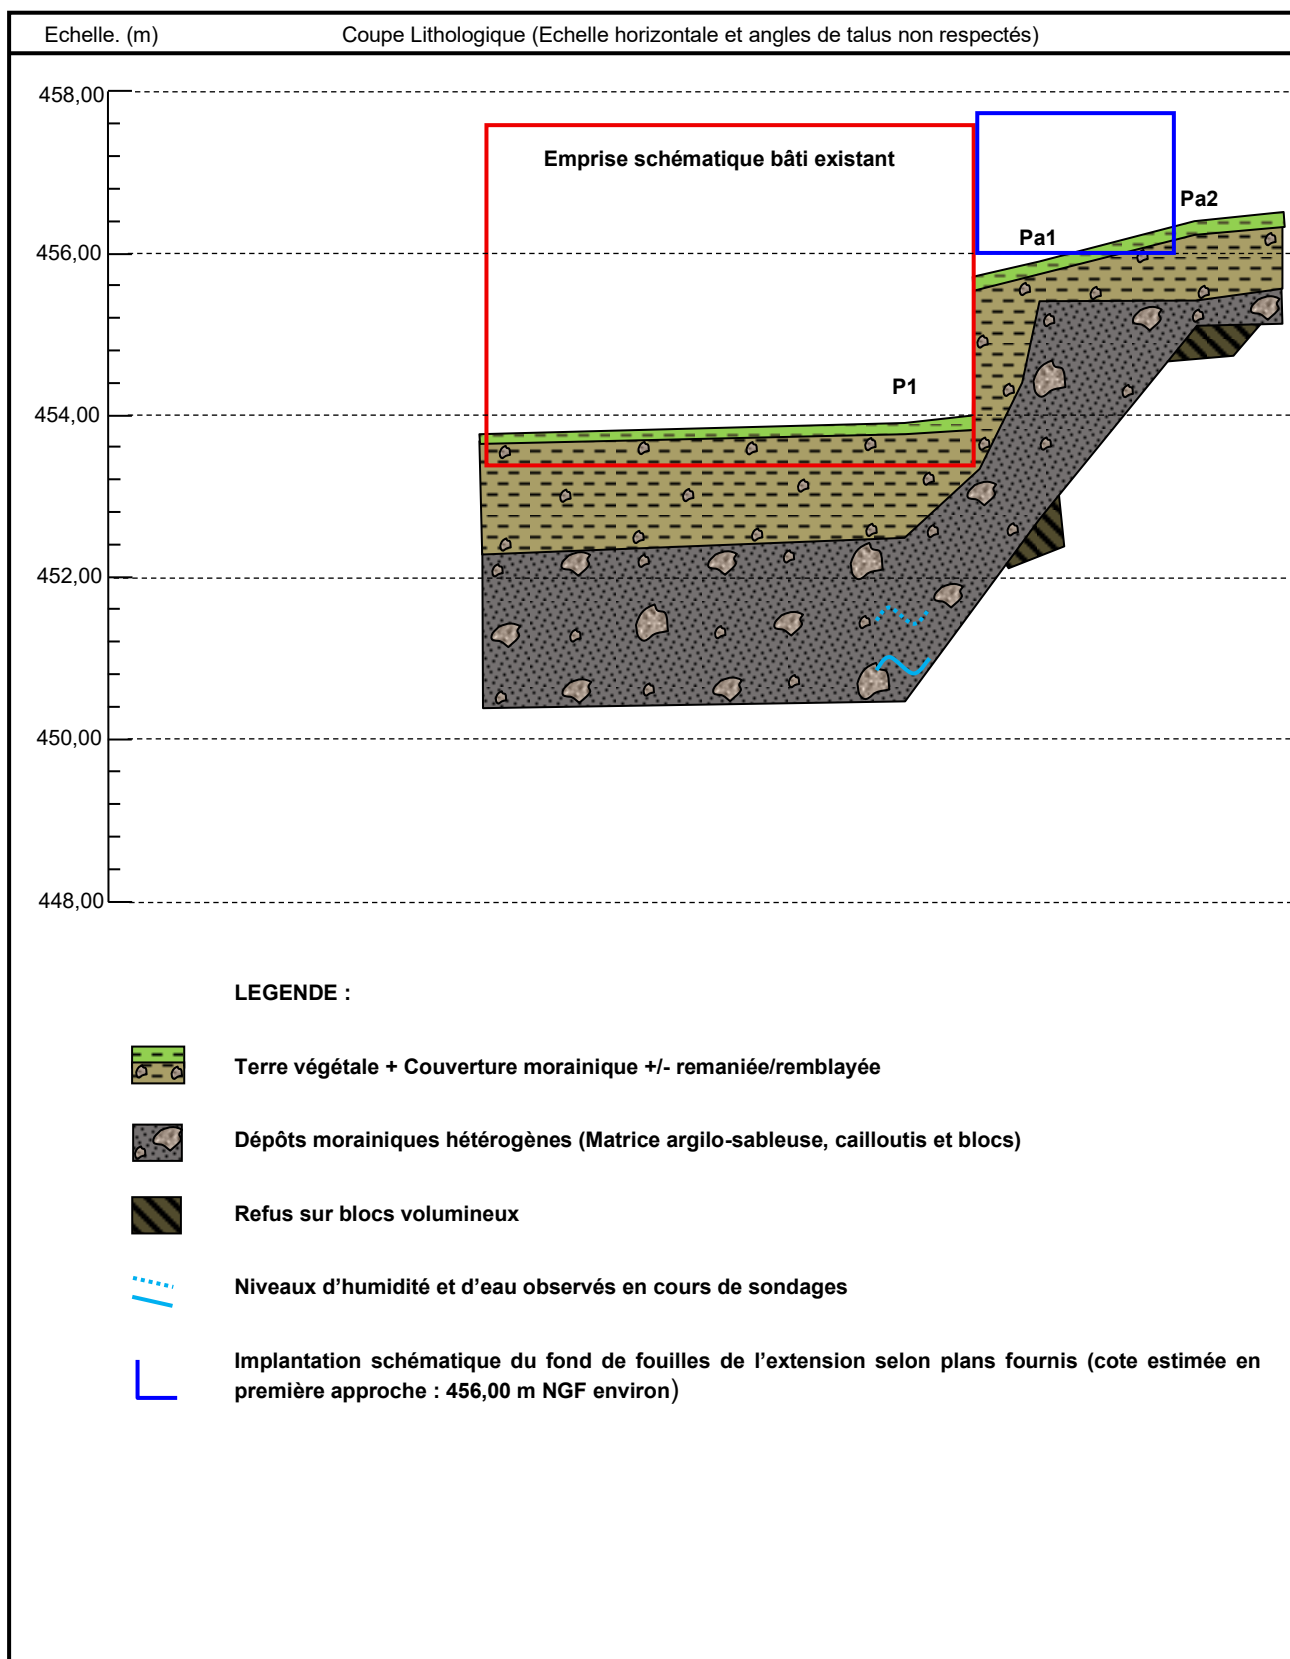 Echelle. (m) Coupe Lithologique (Echelle horizontale et angles de talus non respectés)
458,00
Emprise schématique bâti existant
Pa2
Pa1
456,00
P1
454,00
452,00
450,00
448,00
LEGENDE :
Terre végétale + Couverture morainique +/- remaniée/remblayée
Dépôts morainiques hétérogènes (Matrice argilo-sableuse, cailloutis et blocs)
Refus sur blocs volumineux
Niveaux d’humidité et d’eau observés en cours de sondages
Implantation schématique du fond de fouilles de l’extension selon plans fournis (cote estimée en
première approche : 456,00 m NGF environ)